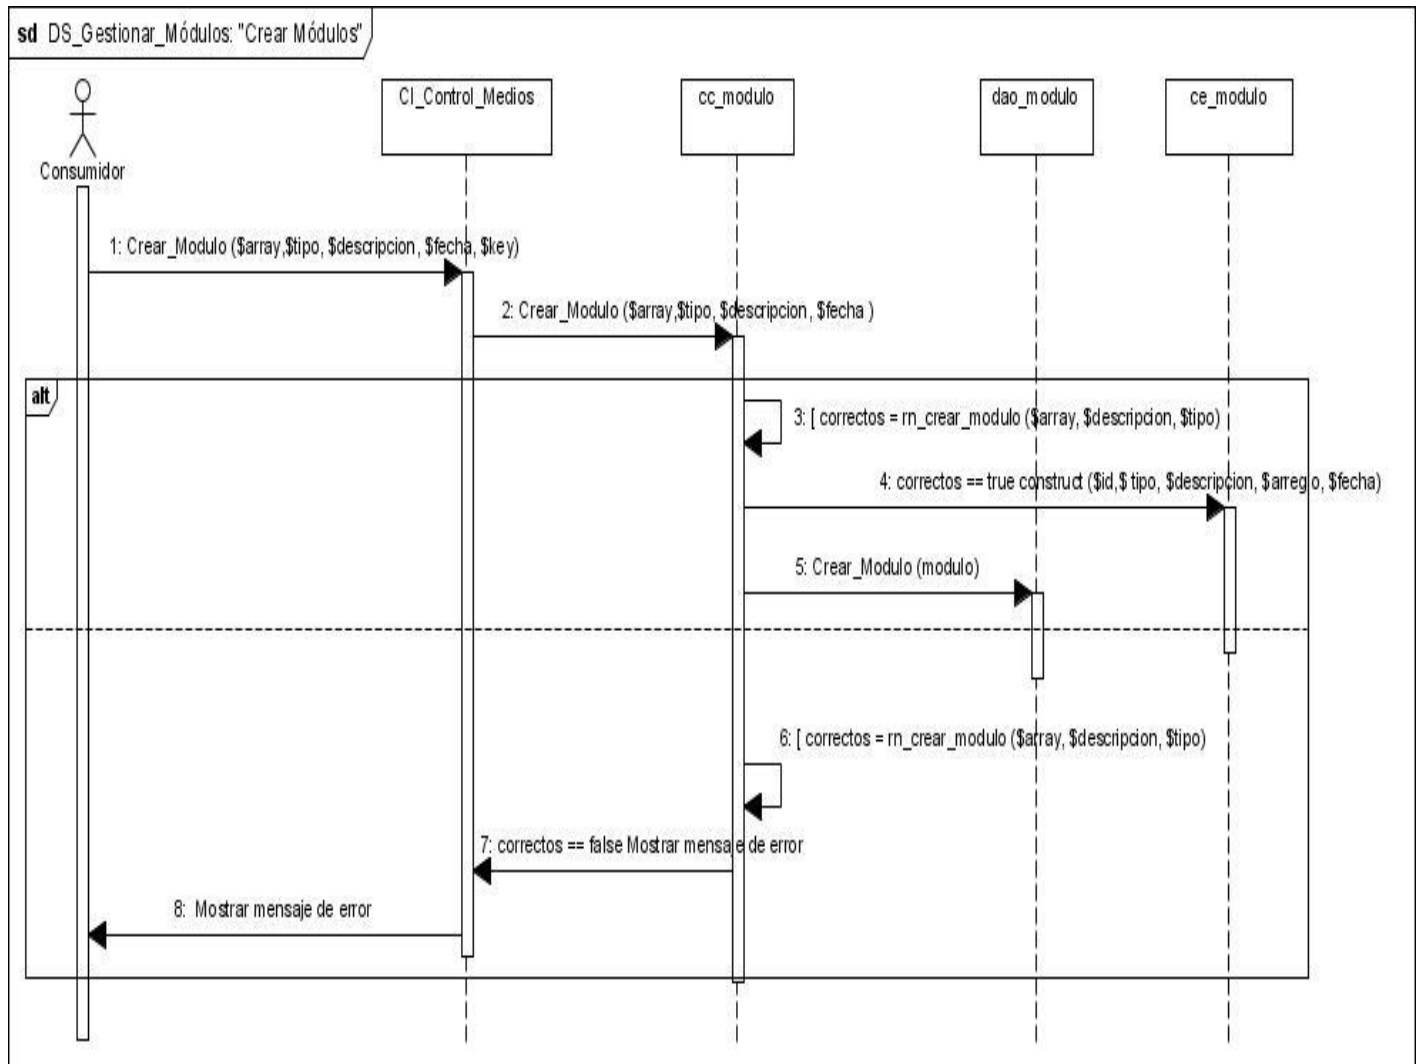 sd DS_Gestionar_Módulos: "Crear Módulos"
CI_Control_Medios
cc_modulo
dao_modulo
ce_modulo
Consumidor
1: Crear_Modulo ($array,$tipo, $descripcion, $fecha, $key)
2: Crear_Modulo ($array,$tipo, $descripcion, $fecha )
alt
3: [ correctos = rn_crear_modulo ($array, $descripcion, $tipo)
4: correctos == true construct ($id,$ tipo, $descripcion, $arreglo, $fecha)
5: Crear_Modulo (modulo)
6: [ correctos = rn_crear_modulo ($array, $descripcion, $tipo)
7: correctos == false Mostrar mensaje de error
8: Mostrar mensaje de error